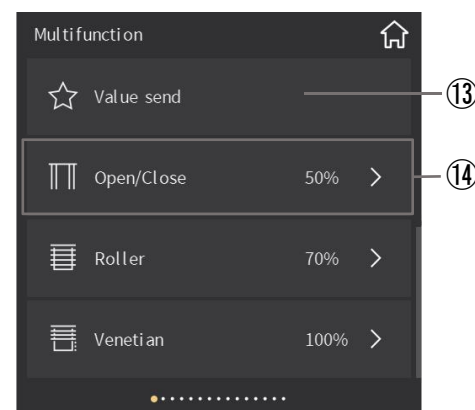 Multifunction
Value send
⑬
Open/Close 50% >
⑭
Roller 70% >
Venetian 100% >